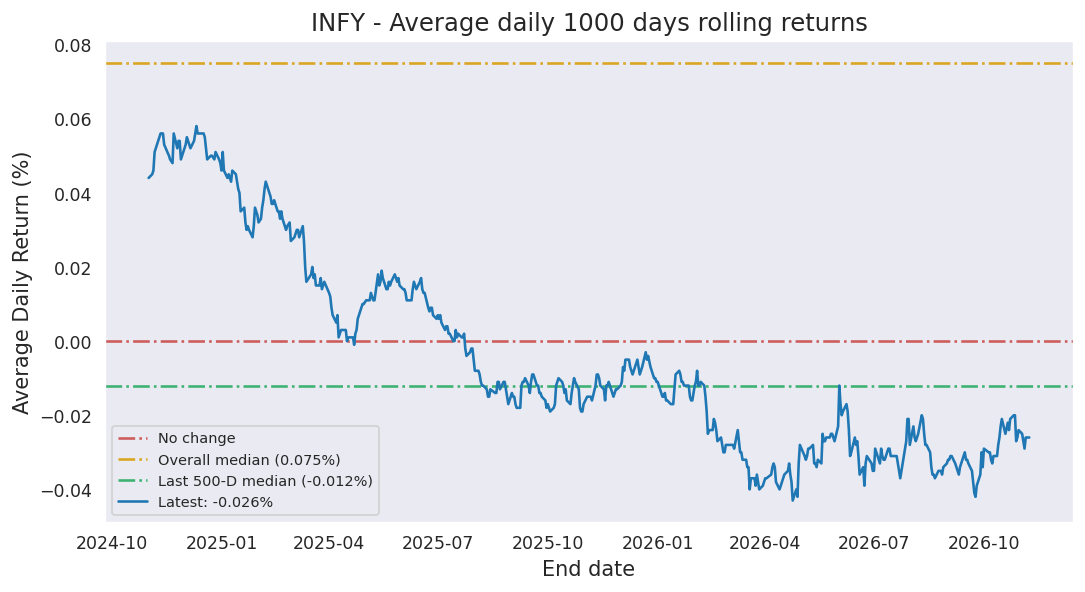 INFY - Average daily 1000 days rolling returns
Average Daily Return (%)
0.08
0.06
0.04
0.02
0.00
−0.02
−0.04
No change
Overall median (0.075%)
Last 500-D median (-0.012%)
Latest: -0.026%
2024-10 2025-01 2025-04 2025-07 2025-10 2026-01 2026-04 2026-07 2026-10
End date